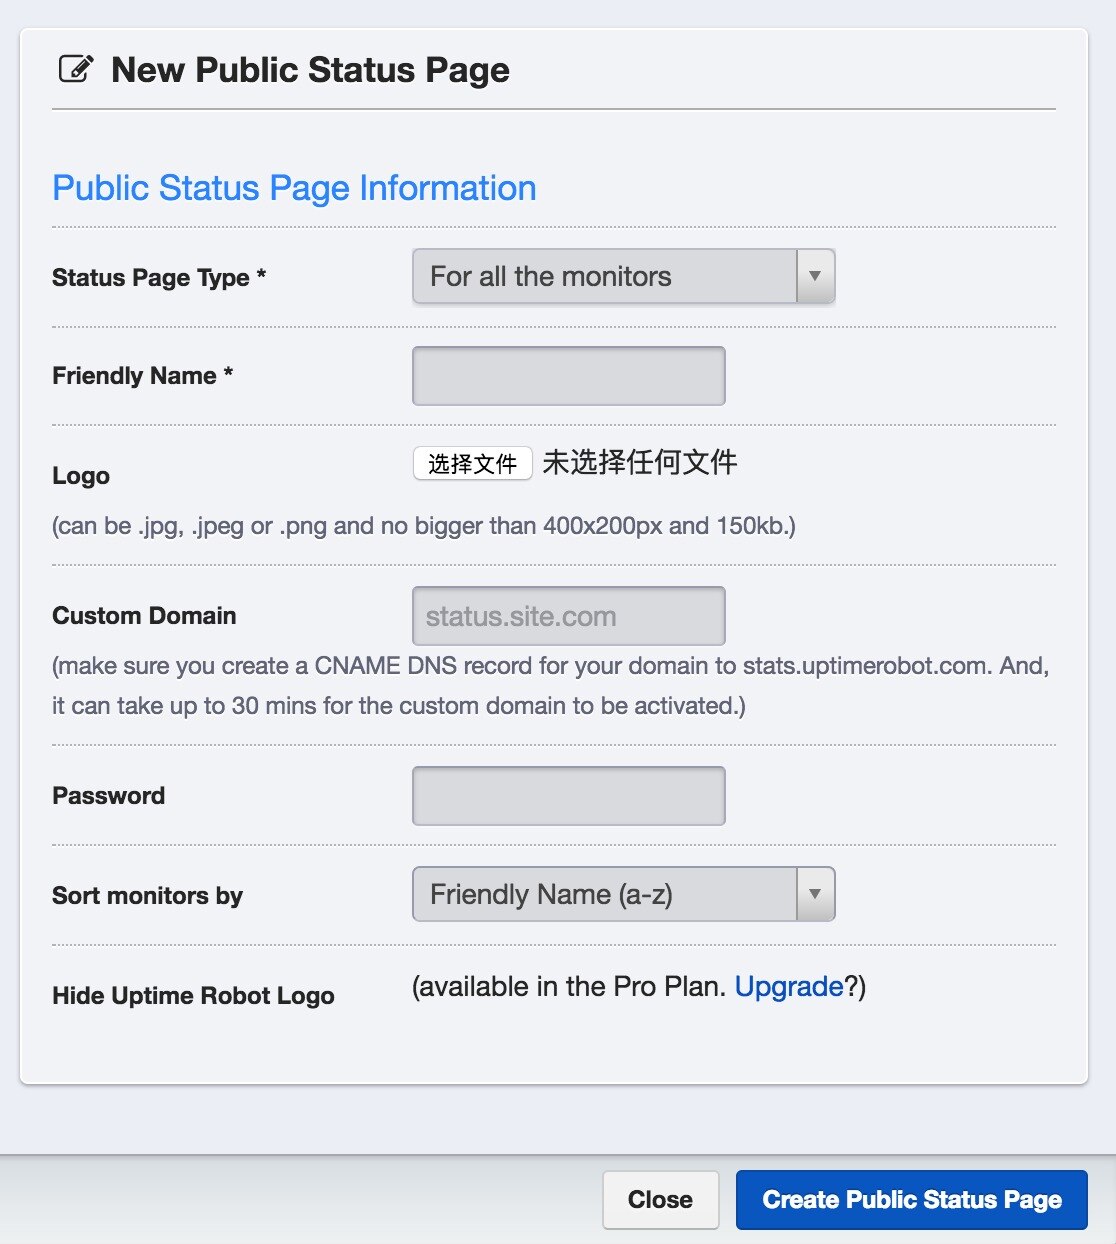 New Public Status Page
Public Status Page Information
Status Page Type *
For all the monitors
Friendly Name *
Logo
选择文件 未选择任何文件
(can be .jpg, .jpeg or .png and no bigger than 400x200px and 150kb.)
Custom Domain
status.site.com
(make sure you create a CNAME DNS record for your domain to stats.uptimerobot.com. And,
it can take up to 30 mins for the custom domain to be activated.)
Password
Sort monitors by
Friendly Name (a-z)
Hide Uptime Robot Logo
(available in the Pro Plan. Upgrade?)
Close
Create Public Status Page